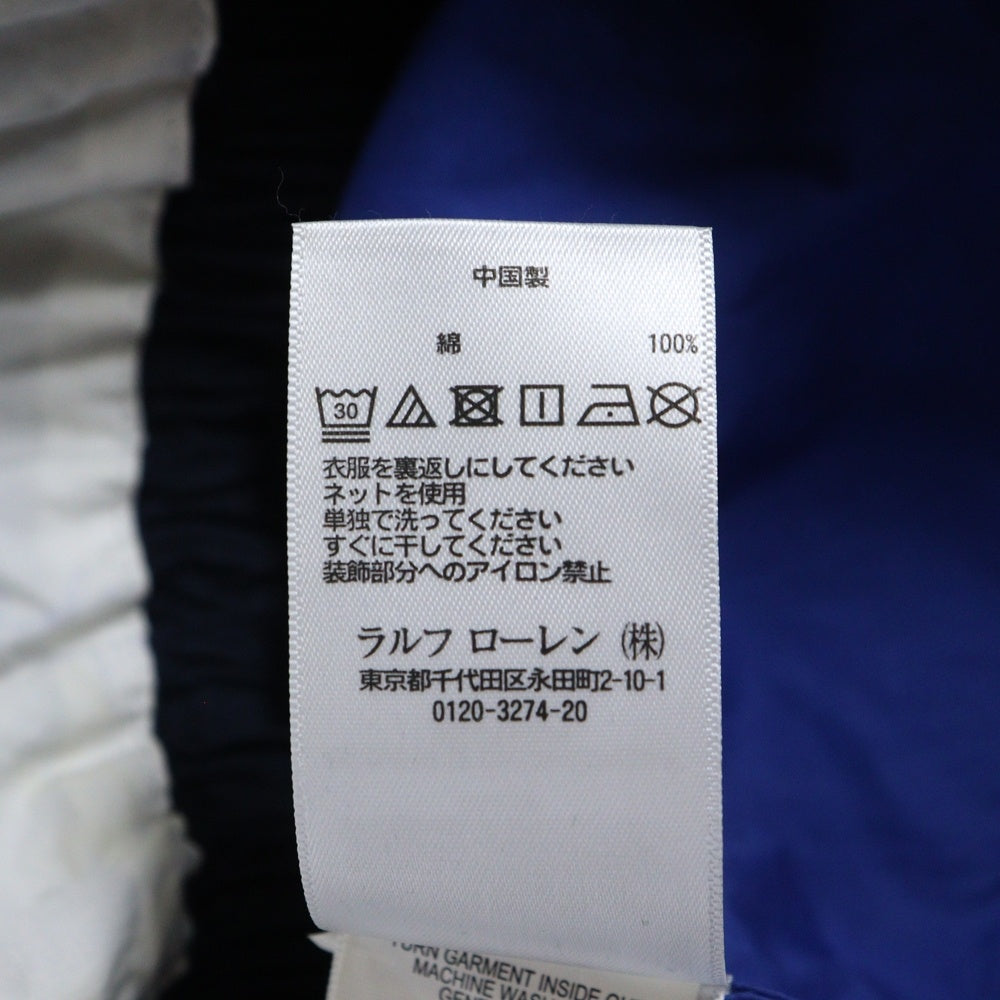 中国製
綿 100%
30
衣服を裏返しにしてください
ネットを使用
単独で洗ってください
すぐに干してください
装飾部分へのアイロン禁止
ラルフ ローレン (株)
東京都千代田区永田町2-10-1
0120-3274-20
TURN GARMENT INSIDE
MACHINE WASH